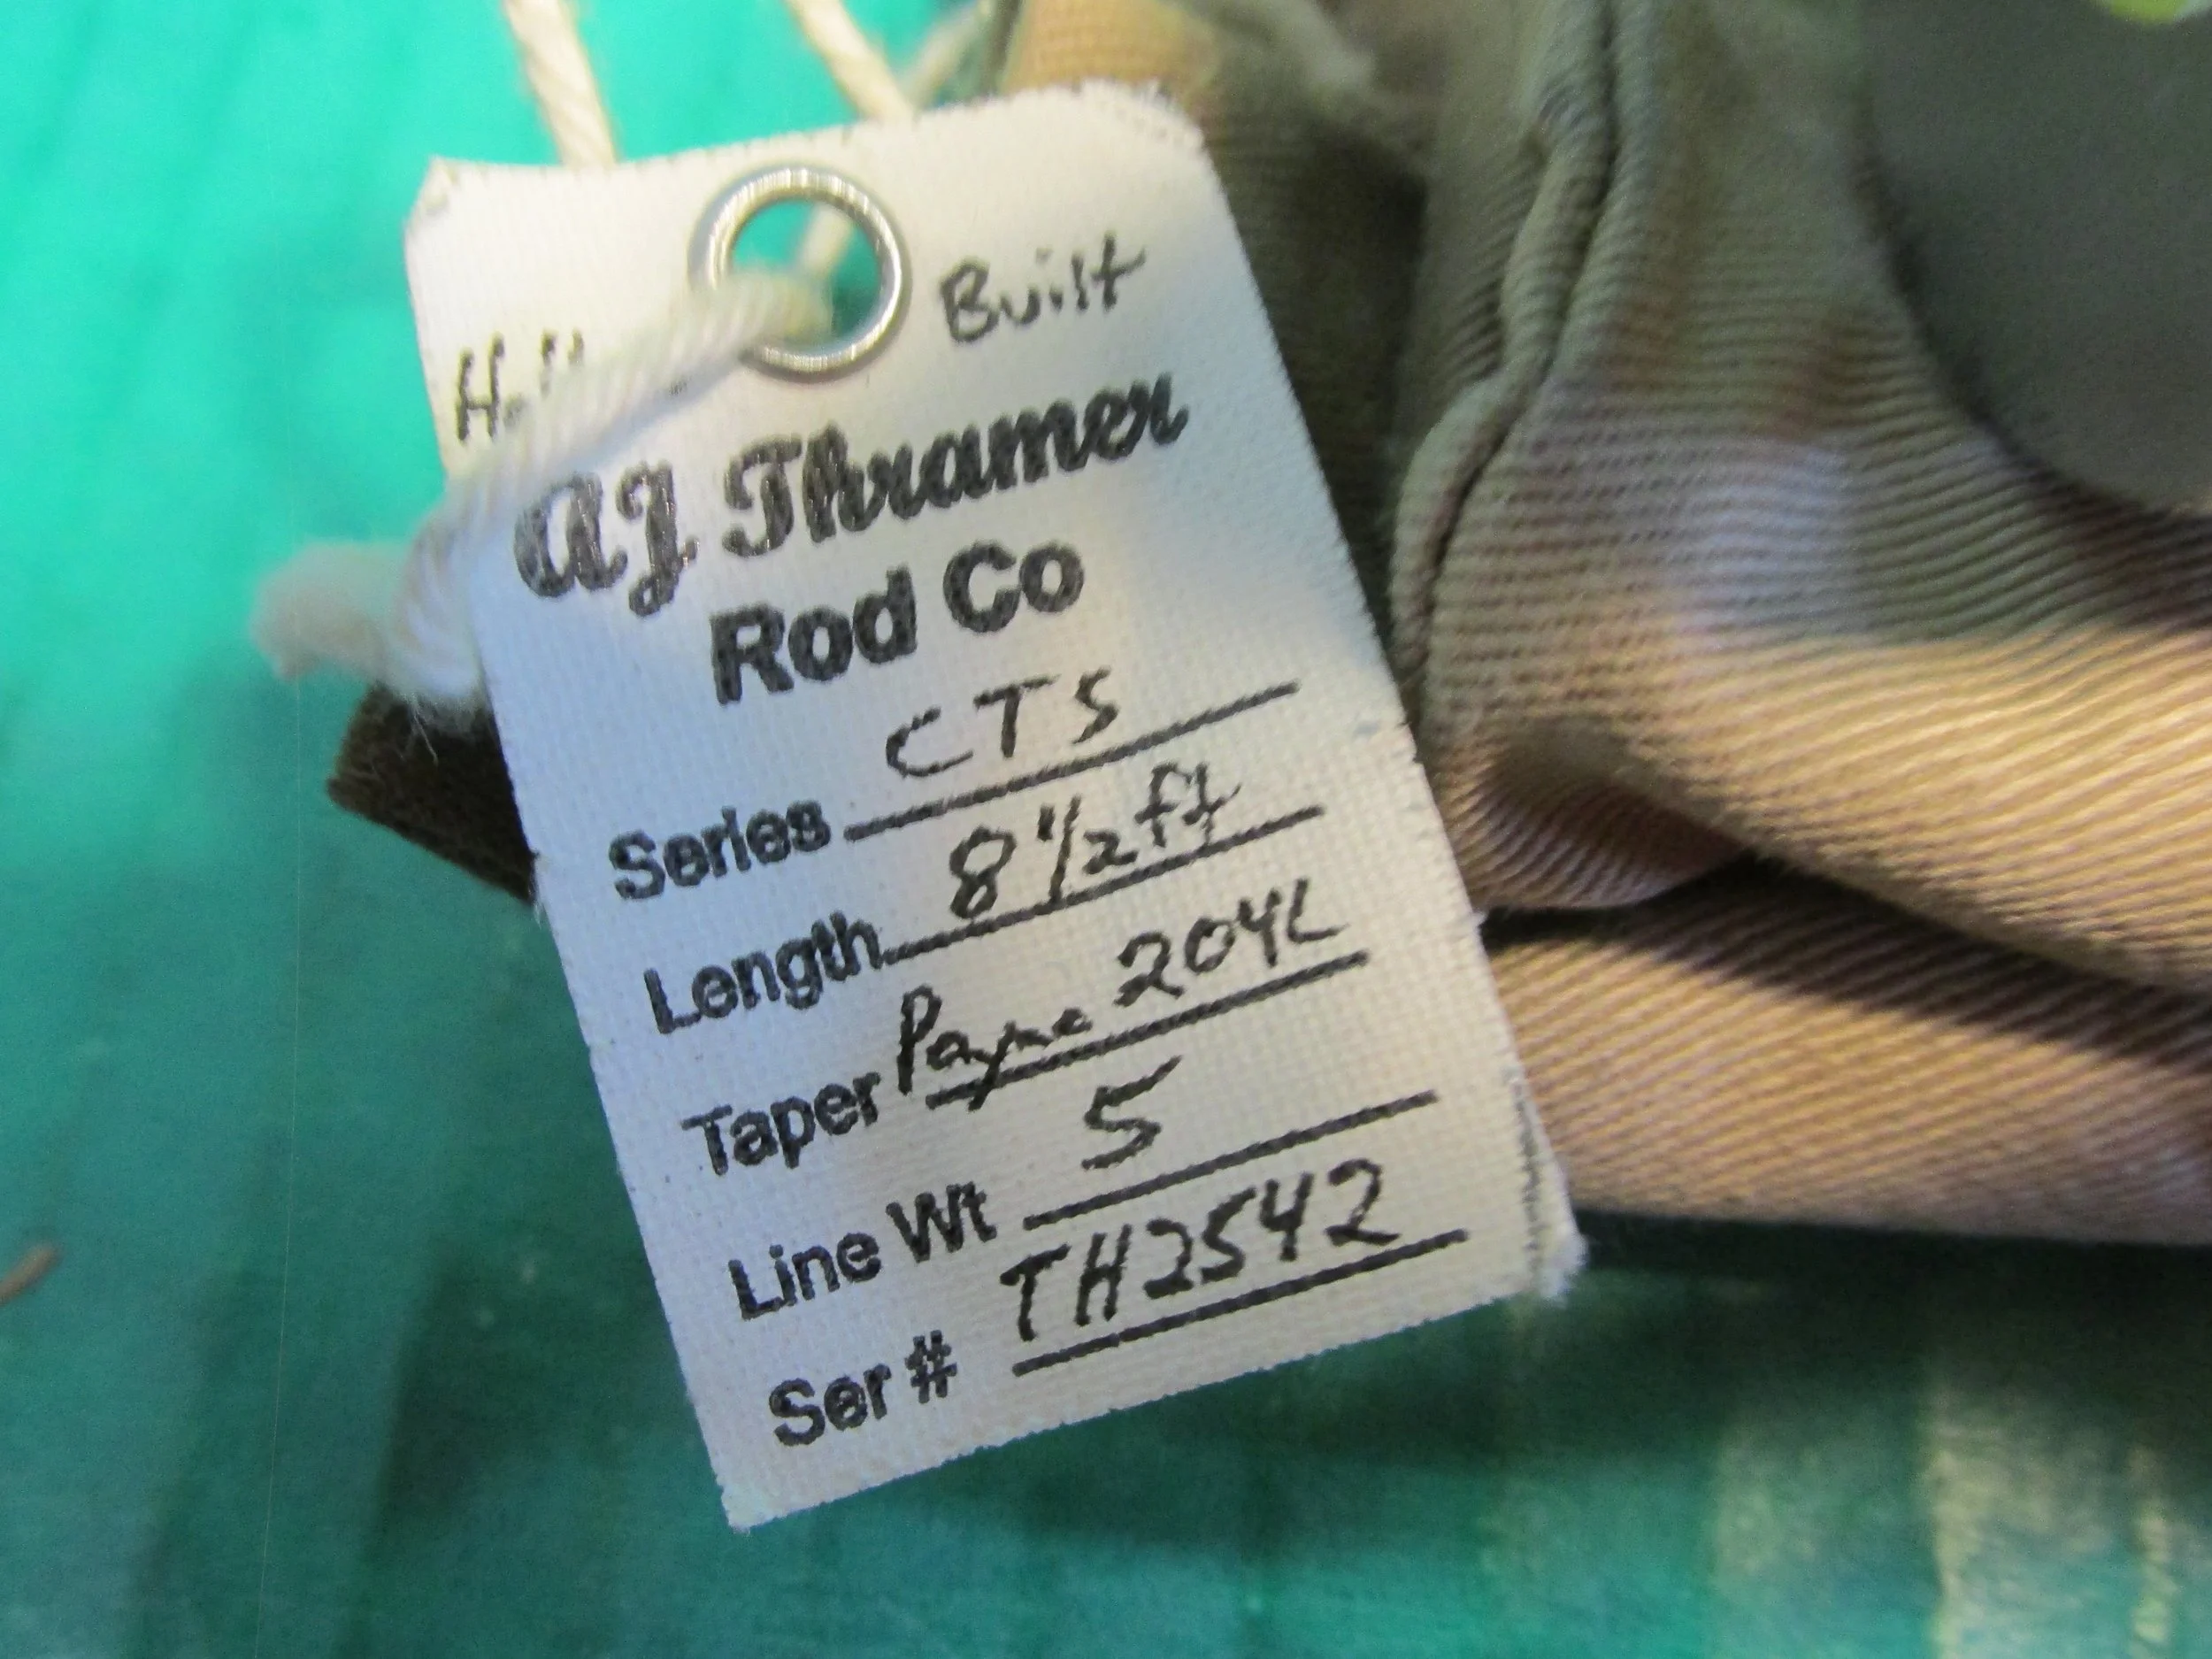 Built
AJ Thramer
Rod Co
Series CTS
Length 8 1/2 ft
Taper Payne 204L
Line Wt 5
Ser # TH2542